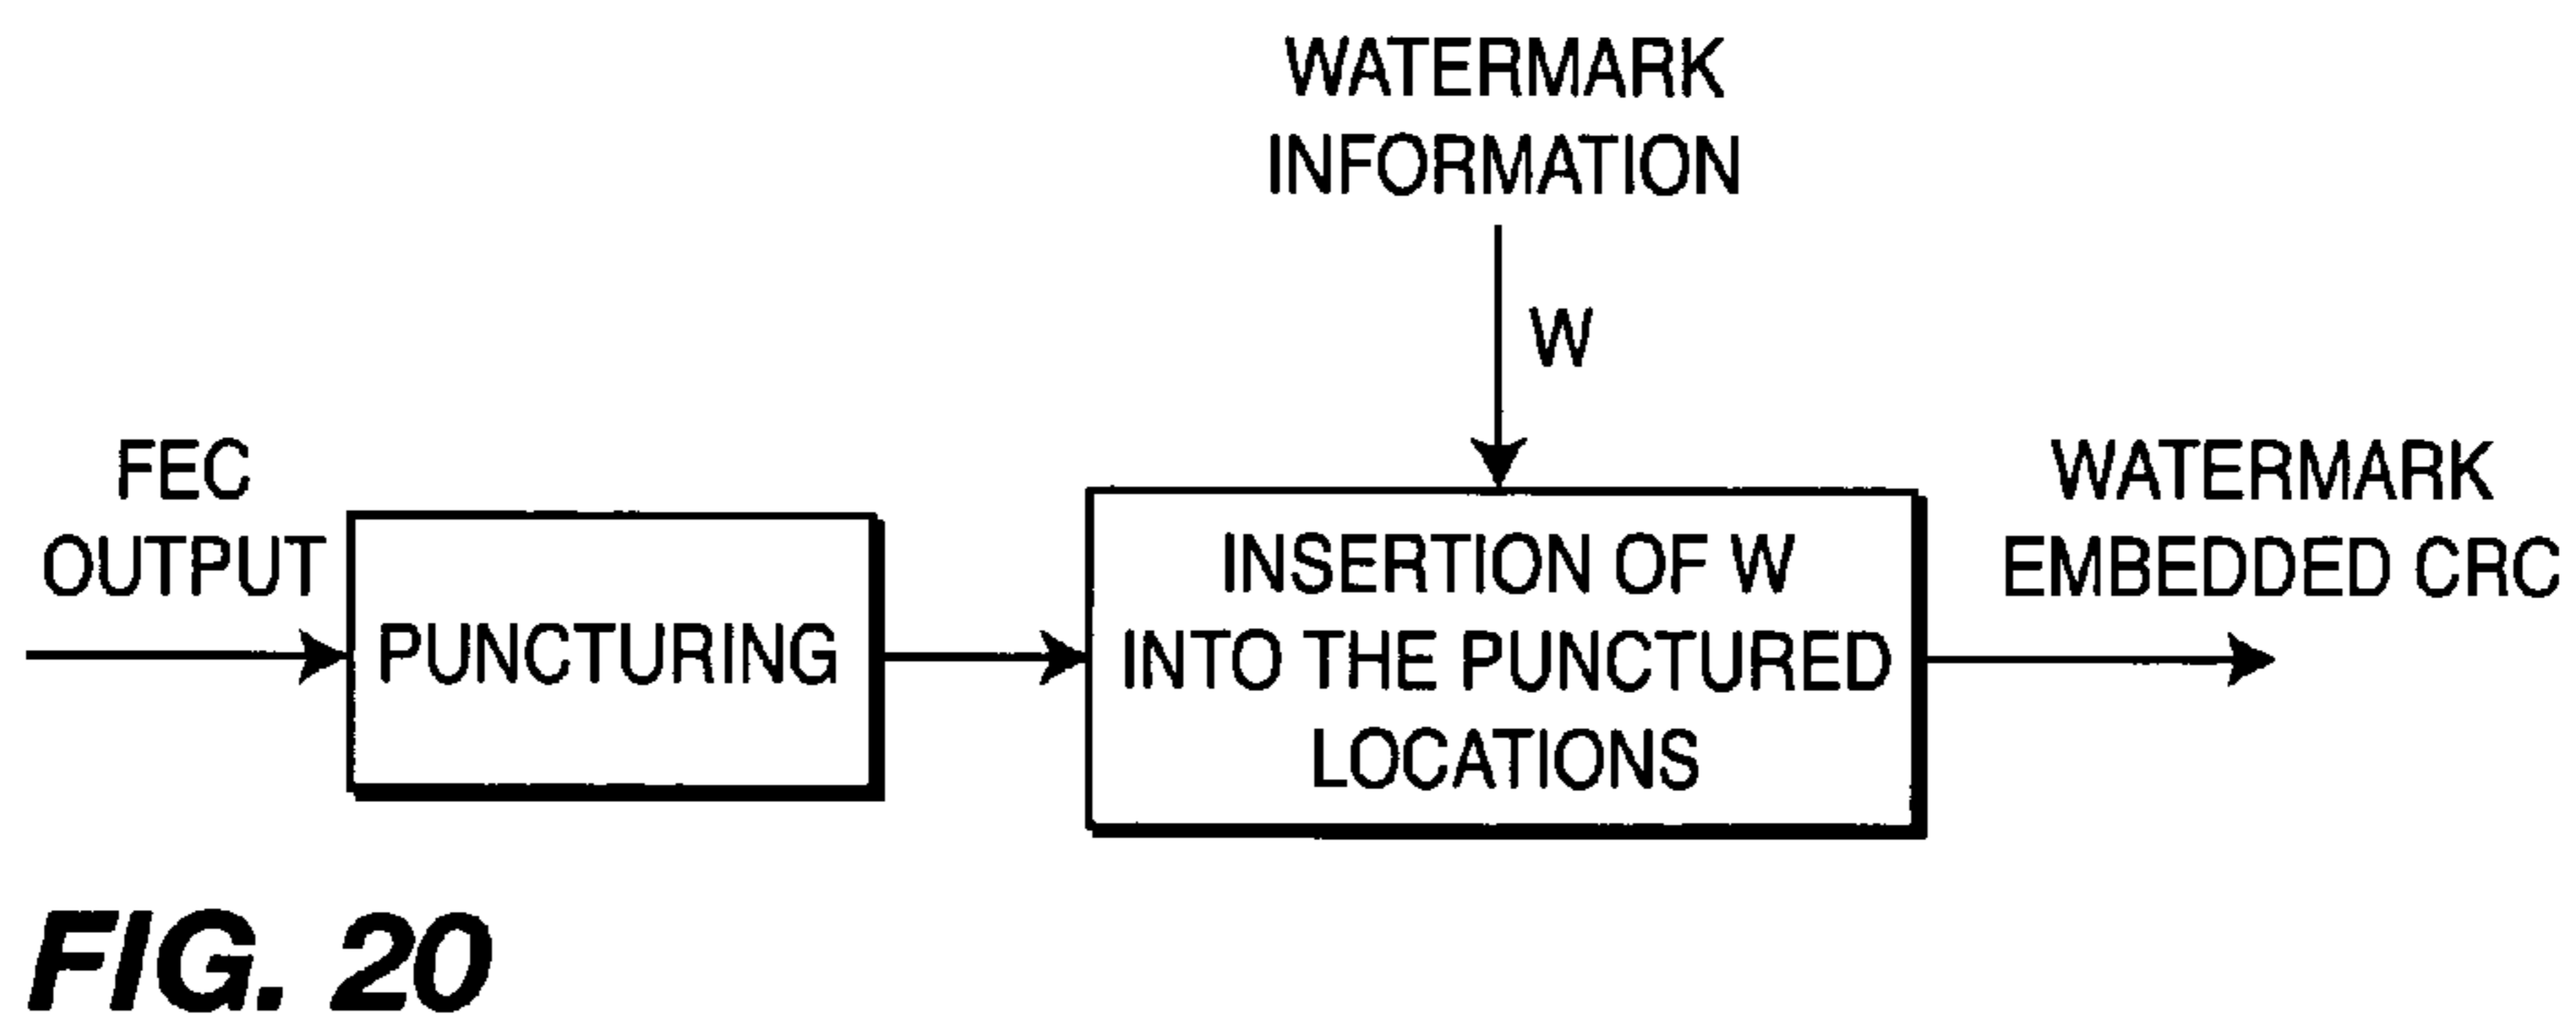 WATERMARK
INFORMATION
W
FEC
OUTPUT
PUNCTURING
INSERTION OF W
INTO THE PUNCTURED
LOCATIONS
WATERMARK
EMBEDDED CRC
FIG. 20